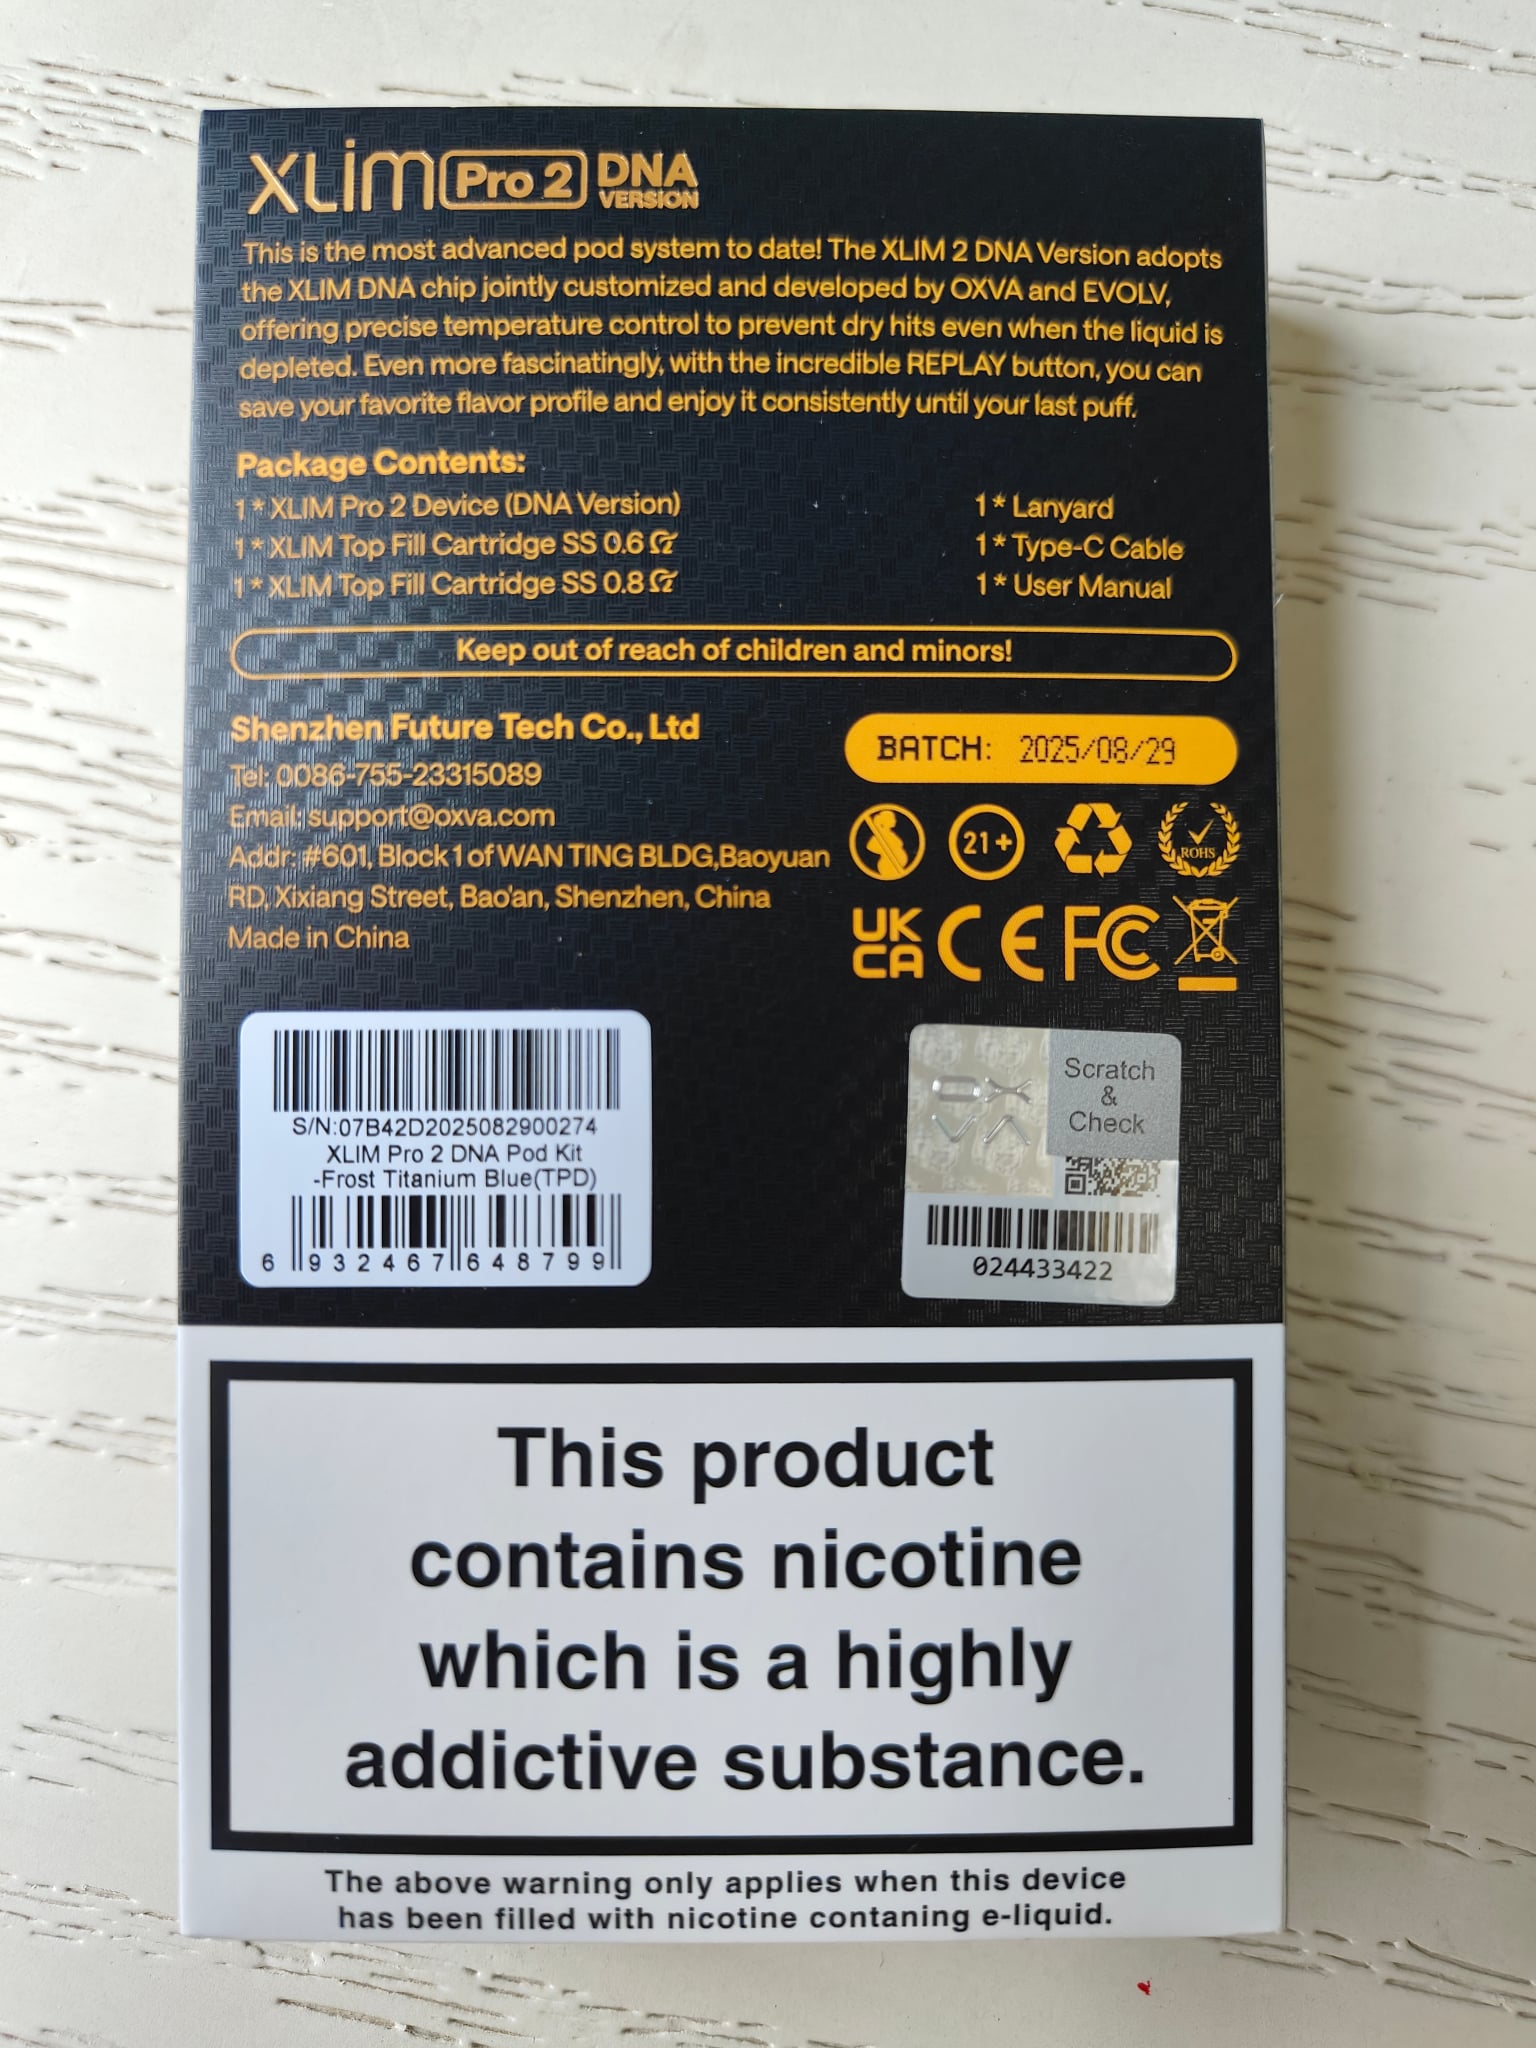 XLIM Pro 2 DNA VERSION
This is the most advanced pod system to date! The XLIM 2 DNA Version adopts
the XLIM DNA chip jointly customized and developed by OXVA and EVOLV,
offering precise temperature control to prevent dry hits even when the liquid is
depleted. Even more fascinatingly, with the incredible REPLAY button, you can
save your favorite flavor profile and enjoy it consistently until your last puff.
Package Contents:
1* XLIM Pro 2 Device (DNA Version)
1* XLIM Top Fill Cartridge SS 0.6Ω
1* XLIM Top Fill Cartridge SS 0.8Ω
1* Lanyard
1* Type-C Cable
1* User Manual
Keep out of reach of children and minors!
Shenzhen Future Tech Co., Ltd
Tel: 0086-755-23315089
Email: support@oxva.com
Addr: #601, Block 1 of WAN TING BLDG,Baoyuan
RD, Xixiang Street, Bao'an, Shenzhen, China
Made in China
BATCH: 2025/08/29
21+
ROHS
UK
CA CE FC
S/N:07B42D2025082900274
XLIM Pro 2 DNA Pod Kit
-Frost Titanium Blue(TPD)
6 932467 648799
OX
VA
Scratch
&
Check
024433422
This product
contains nicotine
which is a highly
addictive substance.
The above warning only applies when this device
has been filled with nicotine contaning e-liquid.